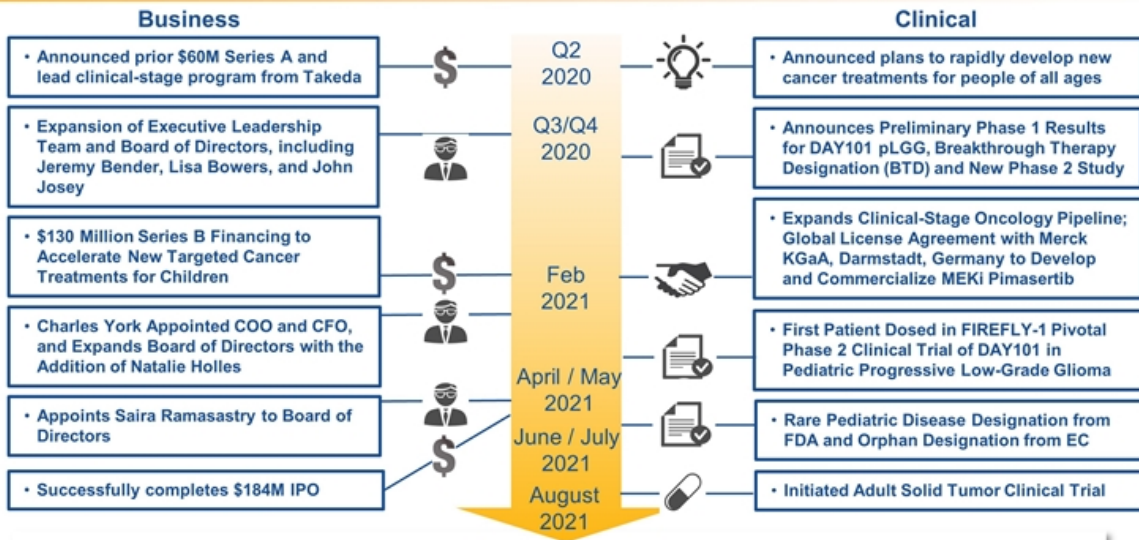 Business
• Announced prior $60M Series A and
lead clinical-stage program from Takeda
• Expansion of Executive Leadership
Team and Board of Directors, including
Jeremy Bender, Lisa Bowers, and John
Josey
• $130 Million Series B Financing to
Accelerate New Targeted Cancer
Treatments for Children
• Charles York Appointed COO and CFO,
and Expands Board of Directors with the
Addition of Natalie Holles
• Appoints Saira Ramasastry to Board of
Directors
• Successfully completes $184M IPO
$
$
$
Q2
2020
Q3/Q4
2020
Feb
2021
April / May
2021
June / July
2021
August
2021
Clinical
• Announced plans to rapidly develop new
cancer treatments for people of all ages
• Announces Preliminary Phase 1 Results
for DAY101 pLGG, Breakthrough Therapy
Designation (BTD) and New Phase 2 Study
• Expands Clinical-Stage Oncology Pipeline;
Global License Agreement with Merck
KGaA, Darmstadt, Germany to Develop
and Commercialize MEKi Pimasertib
• First Patient Dosed in FIREFLY-1 Pivotal
Phase 2 Clinical Trial of DAY101 in
Pediatric Progressive Low-Grade Glioma
• Rare Pediatric Disease Designation from
FDA and Orphan Designation from EC
• Initiated Adult Solid Tumor Clinical Trial